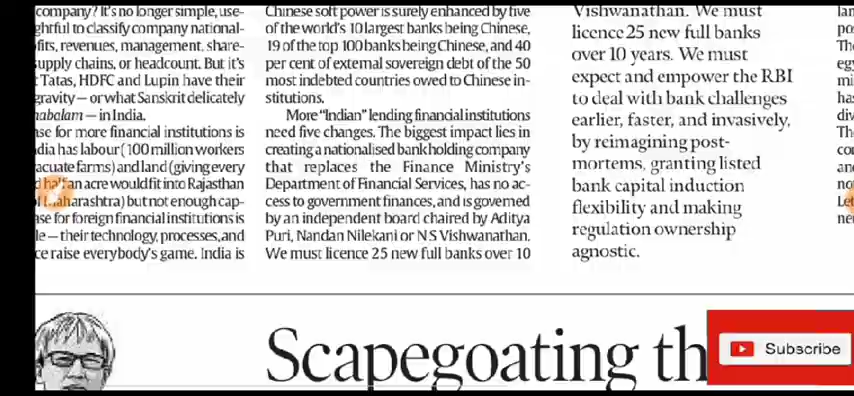 company? It's no longer simple, use-
ghtful to classify company national-
fits, revenues, management, share-
supply chains, or headcount. But it's
t Tatas, HDFC and Lupin have their
gravity — or what Sanskrit delicately
— in India.
ase for more financial institutions is
dia has labour (100 million workers
acuate farms) and land (giving every
half an acre would fit into Rajasthan
Maharashtra) but not enough cap-
ase for foreign financial institutions is
le — their technology, processes, and
ce raise everybody's game. India is
Chinese soft power is surely enhanced by five
of the world's 10 largest banks being Chinese,
19 of the top 100 banks being Chinese, and 40
per cent of external sovereign debt of the 50
most indebted countries owed to Chinese in-
stitutions.
More "Indian" lending financial institutions
need five changes. The biggest impact lies in
creating a nationalised bank holding company
that replaces the Finance Ministry's
Department of Financial Services, has no ac-
cess to government finances, and is governed
by an independent board chaired by Aditya
Puri, Nandan Nilekani or N S Vishwanathan.
We must licence 25 new full banks over 10
Vishwanathan. We must
licence 25 new full banks
over 10 years. We must
expect and empower the RBI
to deal with bank challenges
earlier, faster, and invasively,
by reimagining post-
mortems, granting listed
bank capital induction
flexibility and making
regulation ownership
agnostic.
Scapegoating th
Subscribe